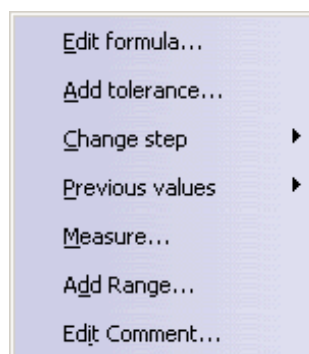 Edit formula...
Add tolerance...
Change step
Previous values
Measure...
Add Range...
Edit Comment...